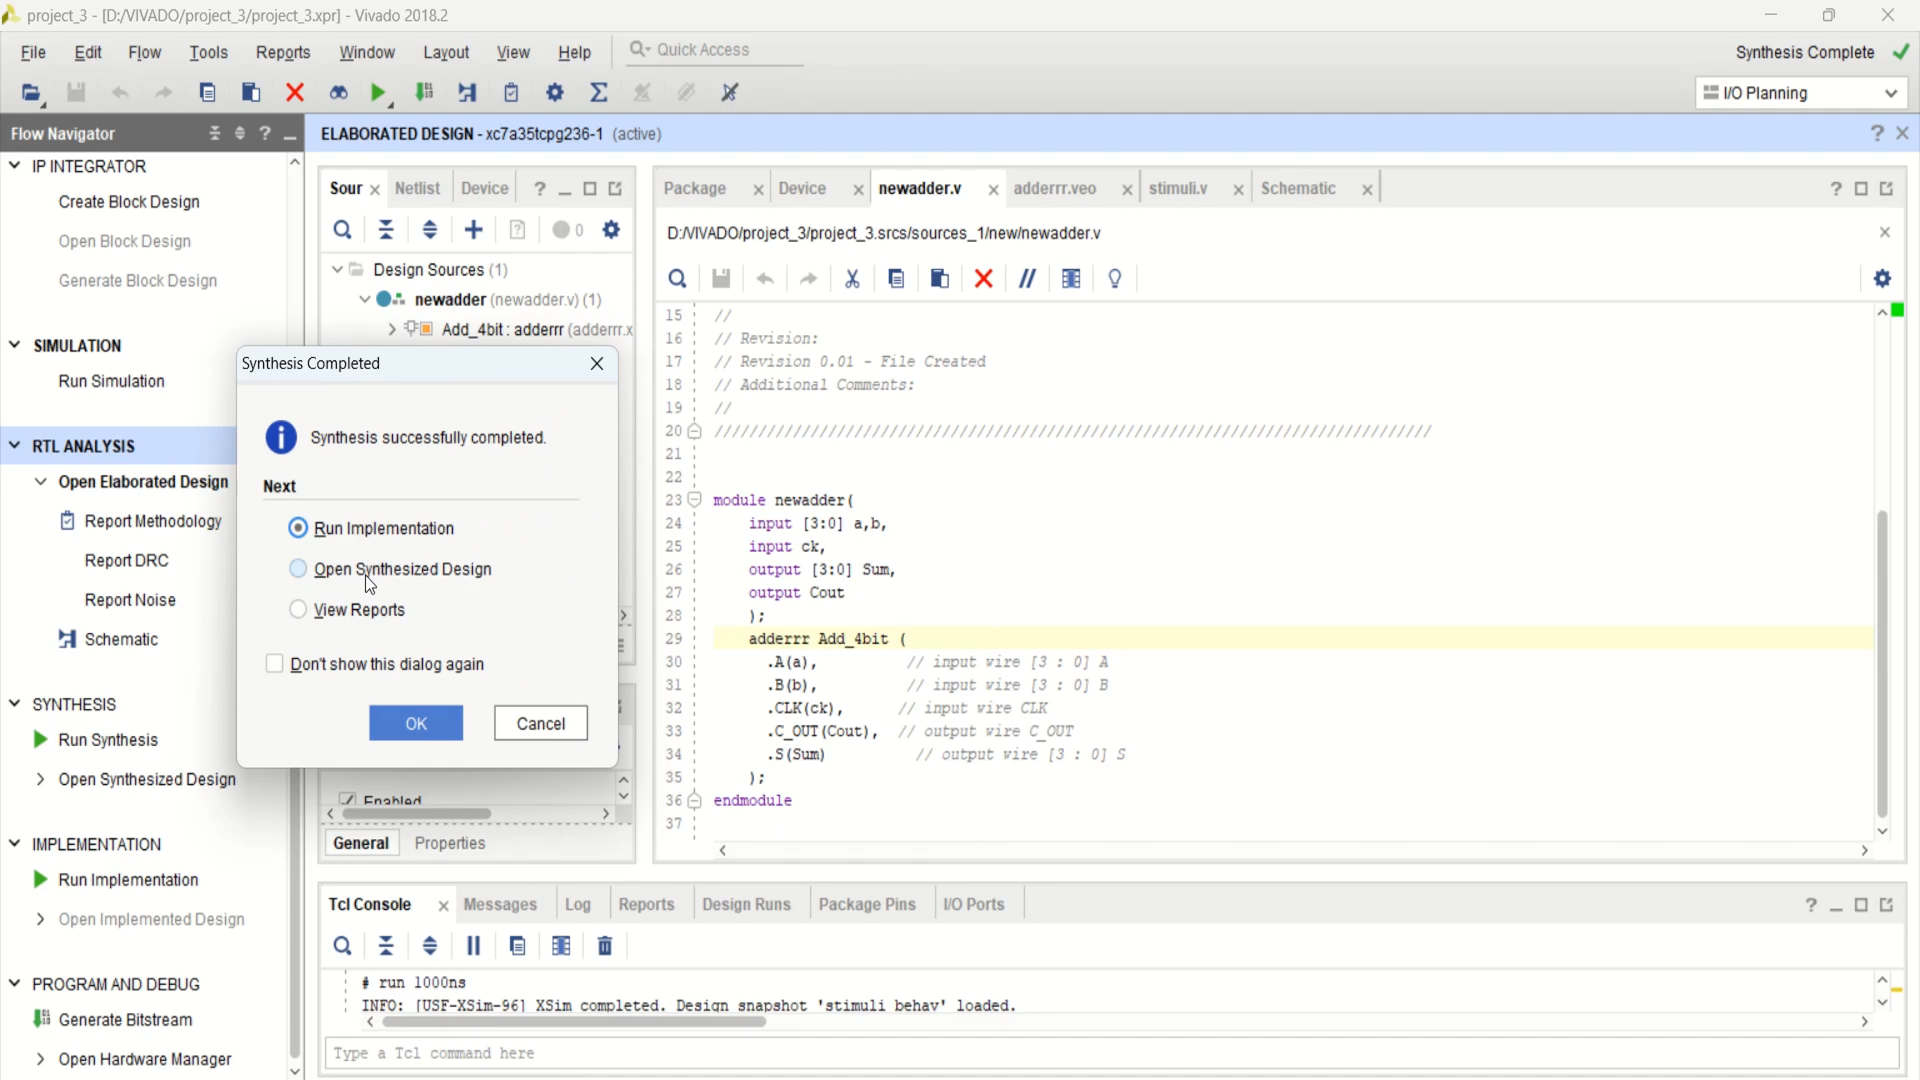 project_3 - [D:/VIVADO/project_3/project_3.xpr] - Vivado 2018.2
File Edit Flow Tools Reports Window Layout View Help Quick Access Synthesis Complete
I/O Planning
Flow Navigator
ELABORATED DESIGN - xc7a35tcpg236-1 (active)
IP INTEGRATOR
Create Block Design
Open Block Design
Generate Block Design
SIMULATION
Run Simulation
RTL ANALYSIS
Open Elaborated Design
Report Methodology
Report DRC
Report Noise
Schematic
SYNTHESIS
Run Synthesis
Open Synthesized Design
IMPLEMENTATION
Run Implementation
Open Implemented Design
PROGRAM AND DEBUG
Generate Bitstream
Open Hardware Manager
Sour Netlist Device
0
Design Sources (1)
newadder (newadder.v) (1)
Add_4bit : adderrr (adderrr.x
Synthesis Completed
Synthesis successfully completed.
Next
Run Implementation
Open Synthesized Design
View Reports
Don't show this dialog again
OK Cancel
Enabled
General Properties
Package Device newadder.v adderrr.veo stimuli.v Schematic
D:/VIVADO/project_3/project_3.srcs/sources_1/new/newadder.v
15 //
16 // Revision:
17 // Revision 0.01 - File Created
18 // Additional Comments:
19 //
20 //////////////////////////////////////////////////////////////////////////////////
21
22
23 module newadder(
24 input [3:0] a,b,
25 input ck,
26 output [3:0] Sum,
27 output Cout
28 );
29 adderrr Add_4bit (
30 .A(a), // input wire [3 : 0] A
31 .B(b), // input wire [3 : 0] B
32 .CLK(ck), // input wire CLK
33 .C_OUT(Cout), // output wire C_OUT
34 .S(Sum) // output wire [3 : 0] S
35 );
36 endmodule
37
Tcl Console Messages Log Reports Design Runs Package Pins I/O Ports
# run 1000ns
INFO: [USF-XSim-96] XSim completed. Design snapshot 'stimuli_behav' loaded.
Type a Tcl command here